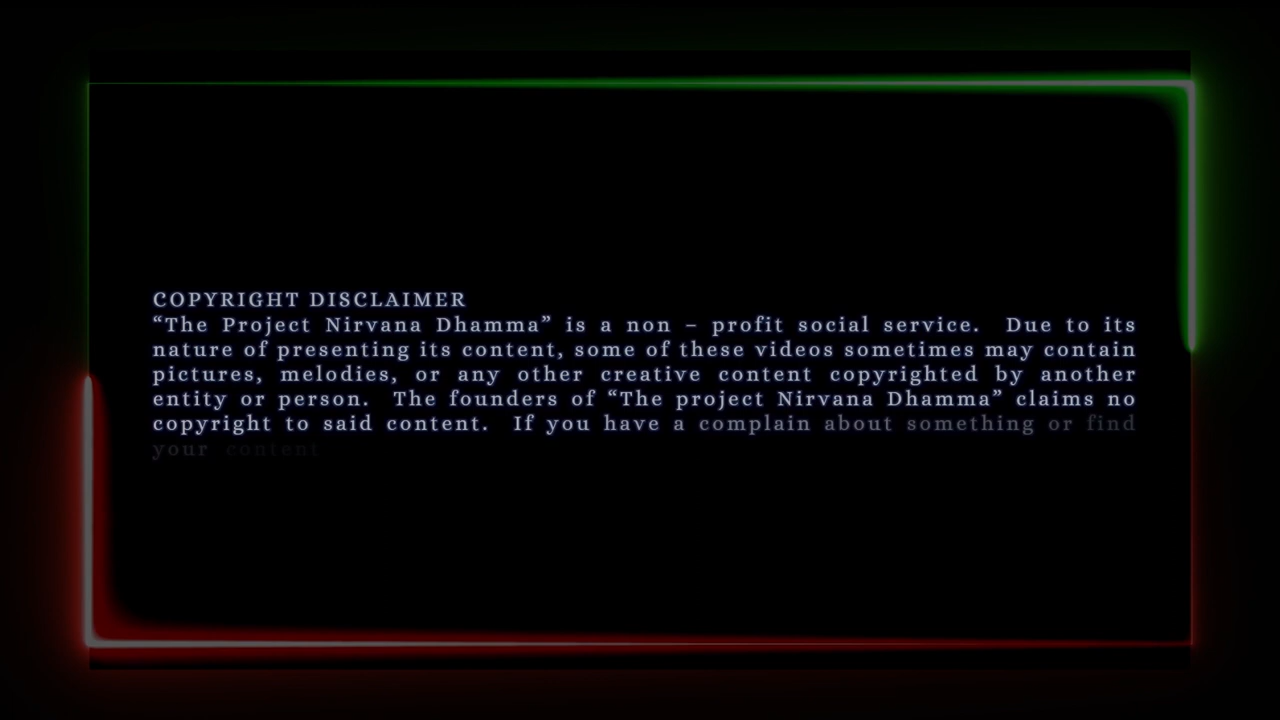 COPYRIGHT DISCLAIMER
“The Project Nirvana Dhamma” is a non – profit social service. Due to its
nature of presenting its content, some of these videos sometimes may contain
pictures, melodies, or any other creative content copyrighted by another
entity or person. The founders of “The project Nirvana Dhamma” claims no
copyright to said content. If you have a complain about something or find
your content